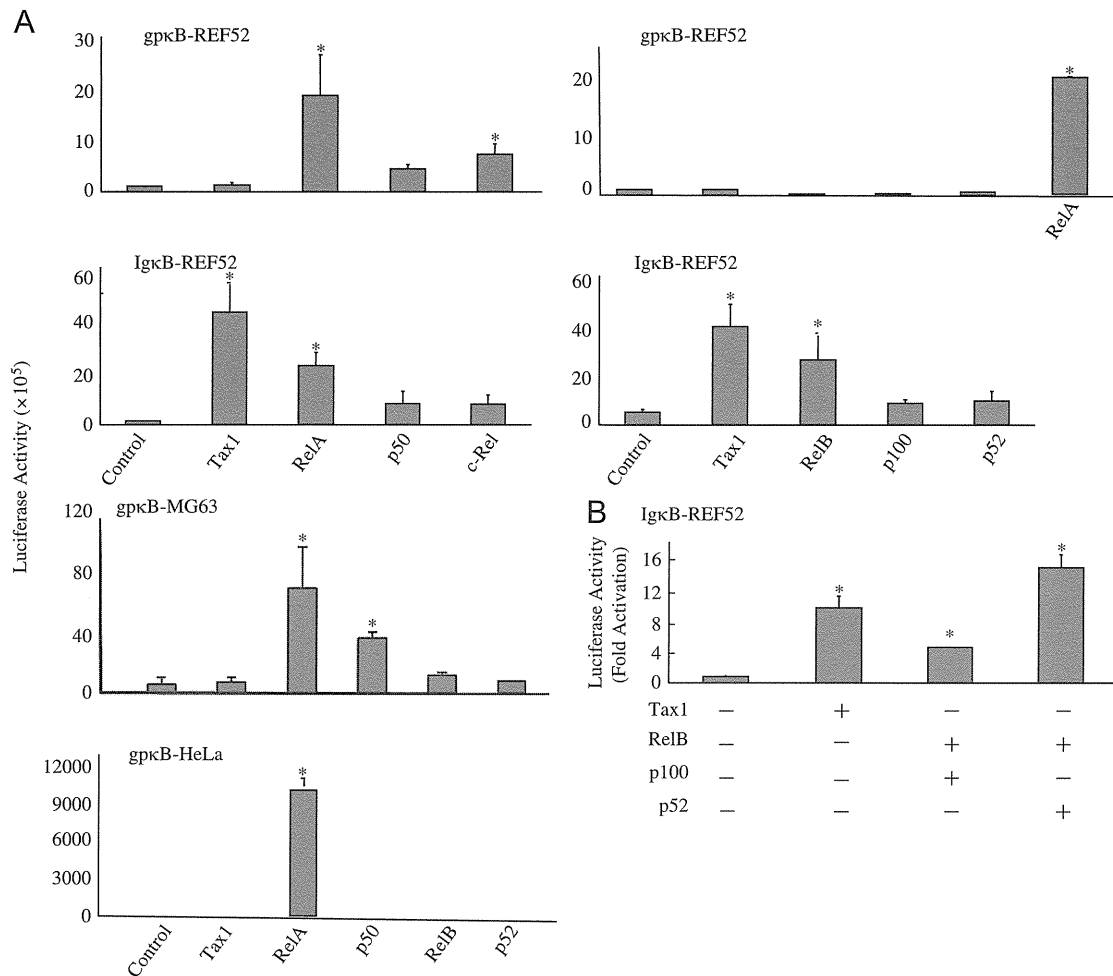 A
gpκB-REF52
30
20
10
0
gpκB-REF52
20
10
0
RelA
IgκB-REF52
60
40
20
0
Control
Tax1
RelA
p50
c-Rel
IgκB-REF52
60
40
20
0
Control
Tax1
RelB
p100
p52
Luciferase Activity (×10⁵)
gpκB-MG63
120
80
40
0
gpκB-HeLa
12000
9000
6000
3000
0
Control
Tax1
RelA
p50
RelB
p52
B
IgκB-REF52
Luciferase Activity
(Fold Activation)
16
12
8
4
0
* * * * * * * * * * * * *
Tax1 − + − −
RelB − − + +
p100 − − + −
p52 − − − +